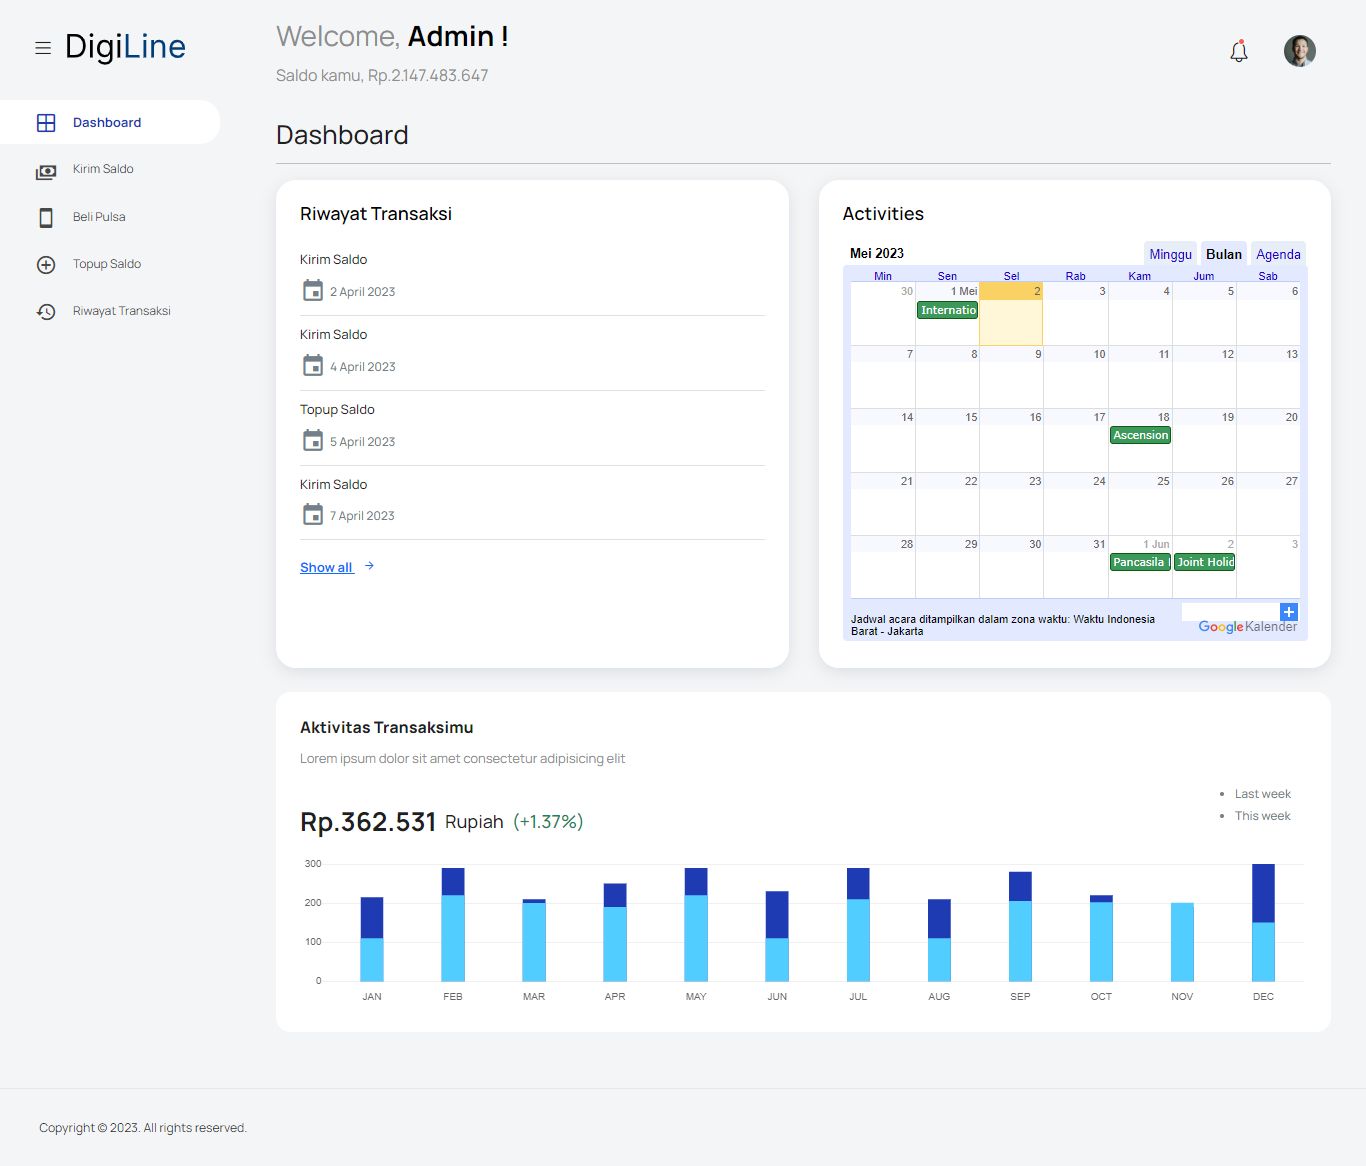 DigiLine
Welcome, Admin !
Saldo kamu, Rp.2.147.483.647
Dashboard
Kirim Saldo
Beli Pulsa
Topup Saldo
Riwayat Transaksi
Dashboard
Riwayat Transaksi
Kirim Saldo
2 April 2023
Kirim Saldo
4 April 2023
Topup Saldo
5 April 2023
Kirim Saldo
7 April 2023
Show all
Activities
Mei 2023 Minggu Bulan Agenda
Min Sen Sel Rab Kam Jum Sab
30 1 Mei 2 3 4 5 6
Internatio
7 8 9 10 11 12 13
14 15 16 17 18 19 20
Ascension
21 22 23 24 25 26 27
28 29 30 31 1 Jun 2 3
Pancasila Joint Holid
Jadwal acara ditampilkan dalam zona waktu: Waktu Indonesia
Barat - Jakarta
Google Kalender
Aktivitas Transaksimu
Lorem ipsum dolor sit amet consectetur adipisicing elit
Last week
This week
Rp.362.531 Rupiah (+1.37%)
300
200
100
0
JAN FEB MAR APR MAY JUN JUL AUG SEP OCT NOV DEC
Copyright © 2023. All rights reserved.